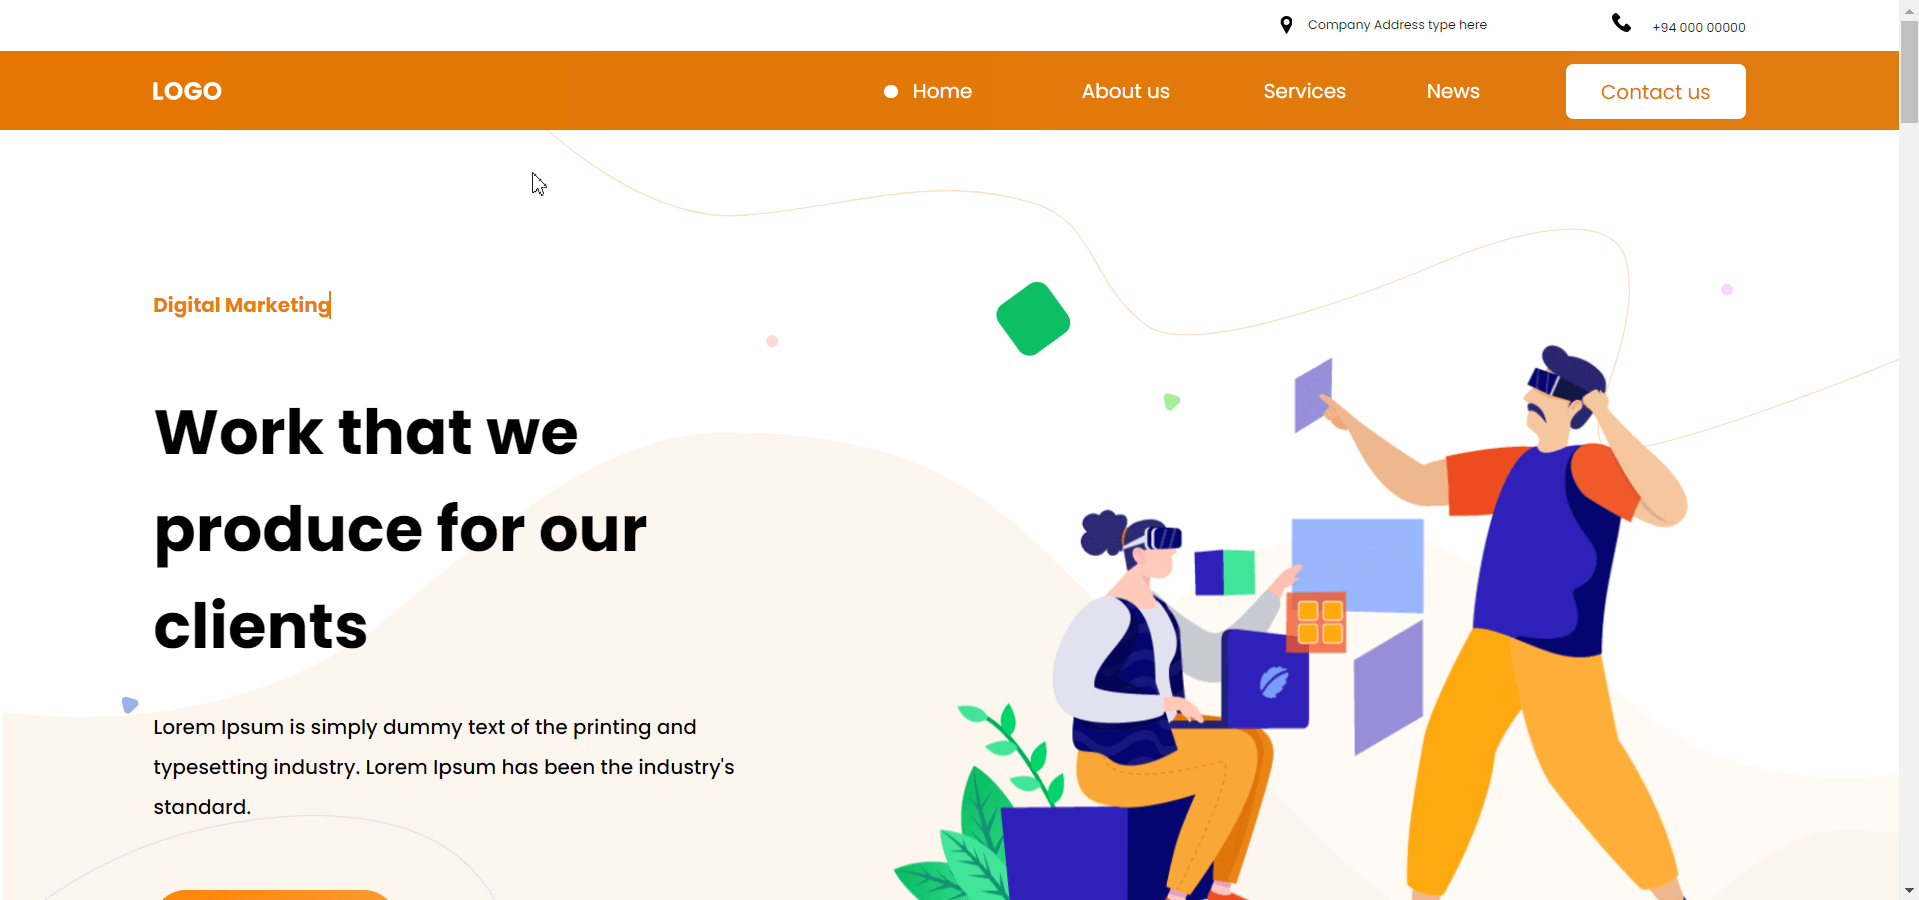 Company Address type here
+94 000 00000
LOGO
Home
About us
Services
News
Contact us
Digital Marketing
Work that we
produce for our
clients
Lorem Ipsum is simply dummy text of the printing and
typesetting industry. Lorem Ipsum has been the industry's
standard.